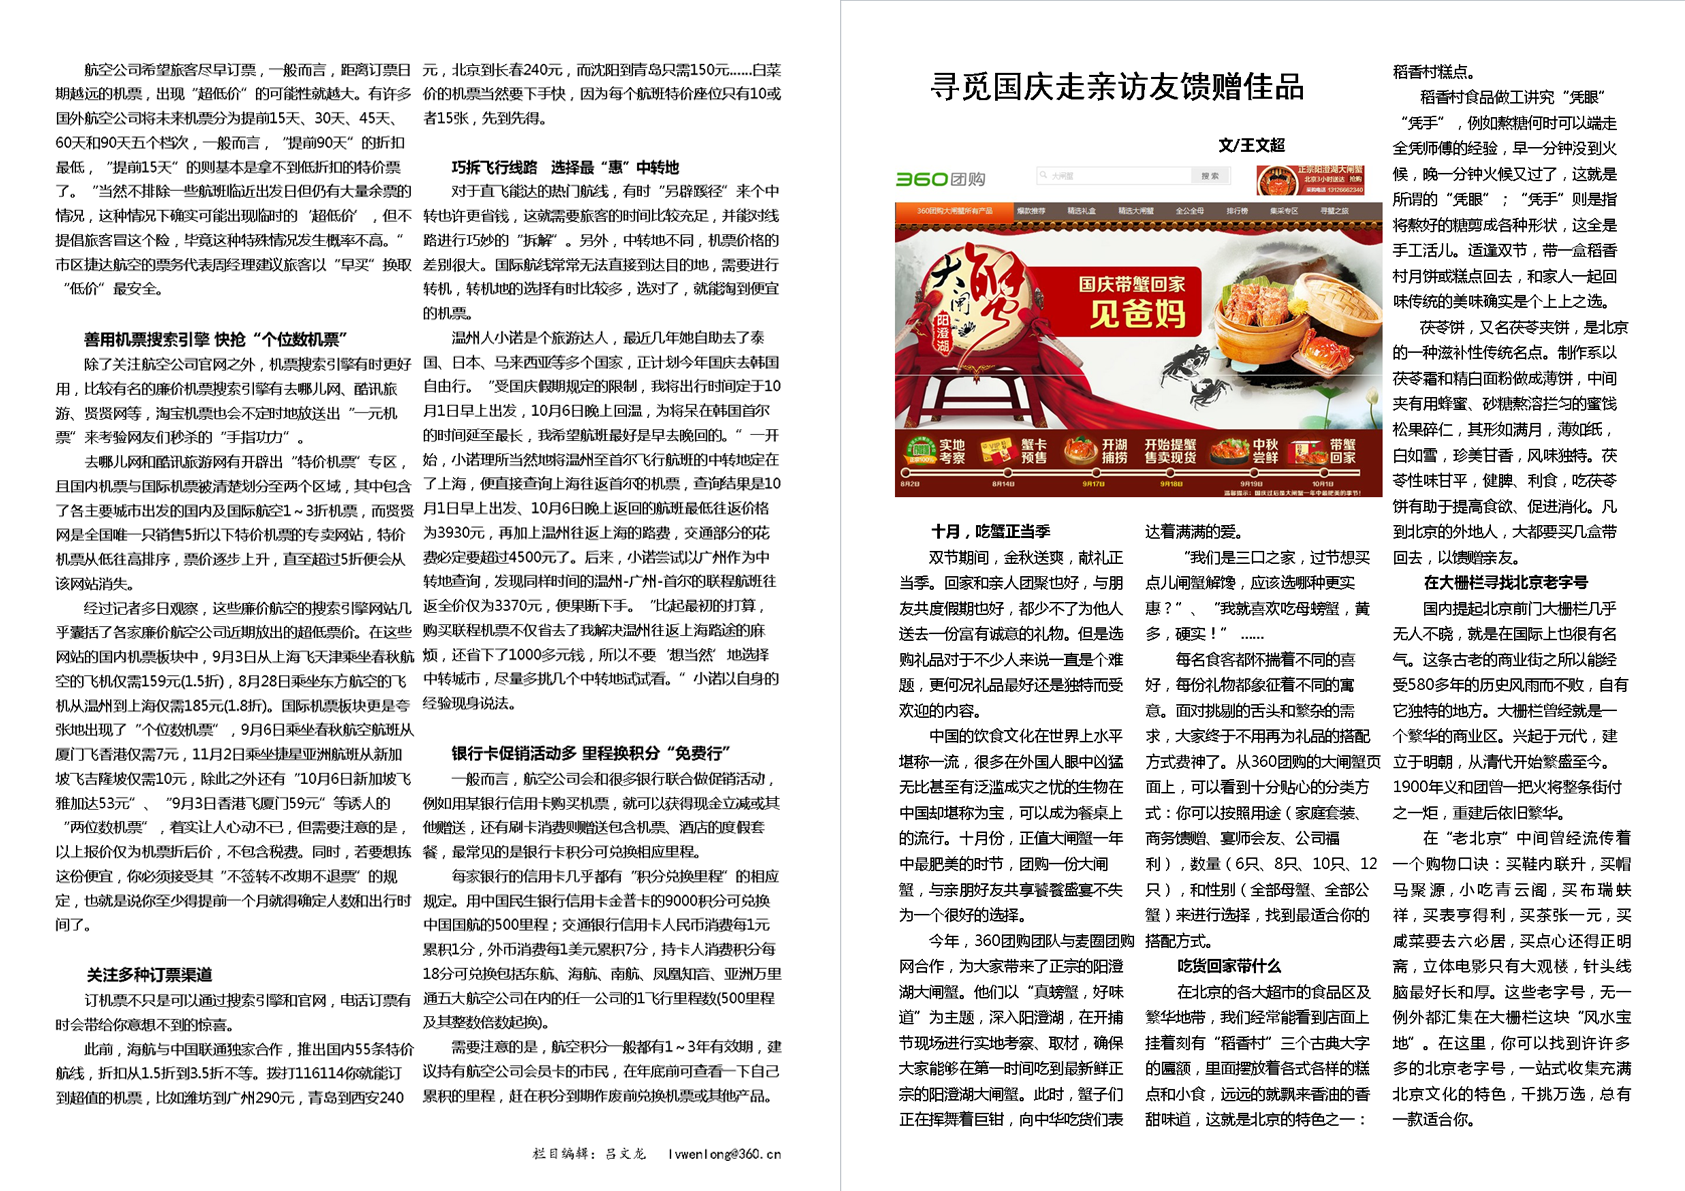 航空公司希望旅客尽早订票，一般而言，距离订票日
期越远的机票，出现“超低价”的可能性就越大。有许多
国外航空公司将未来机票分为提前15天、30天、45天、
60天和90天五个档次，一般而言，“提前90天”的折扣
最低，“提前15天”的则基本是拿不到低折扣的特价票
了。“当然不排除一些航班临近出发日但仍有大量余票的
情况，这种情况下确实可能出现临时的‘超低价’，但不
提倡旅客冒这个险，毕竟这种特殊情况发生概率不高。”
市区捷达航空的票务代表周经理建议旅客以“早买”换取
“低价”最安全。
善用机票搜索引擎 快抢“个位数机票”
除了关注航空公司官网之外，机票搜索引擎有时更好
用，比较有名的廉价机票搜索引擎有去哪儿网、酷讯旅
游、贤贤网等，淘宝机票也会不定时地放送出“一元机
票”来考验网友们秒杀的“手指功力”。
去哪儿网和酷讯旅游网有开辟出“特价机票”专区，
且国内机票与国际机票被清楚划分至两个区域，其中包含
了各主要城市出发的国内及国际航空1～3折机票，而贤贤
网是全国唯一只销售5折以下特价机票的专卖网站，特价
机票从低往高排序，票价逐步上升，直至超过5折便会从
该网站消失。
经过记者多日观察，这些廉价航空的搜索引擎网站几
乎囊括了各家廉价航空公司近期放出的超低票价。在这些
网站的国内机票板块中，9月3日从上海飞天津乘坐春秋航
空的飞机仅需159元(1.5折)，8月28日乘坐东方航空的飞
机从温州到上海仅需185元(1.8折)。国际机票板块更是夸
张地出现了“个位数机票”，9月6日乘坐春秋航空航班从
厦门飞香港仅需7元，11月2日乘坐捷星亚洲航班从新加
坡飞吉隆坡仅需10元，除此之外还有“10月6日新加坡飞
雅加达53元”、“9月3日香港飞厦门59元”等诱人的
“两位数机票”，着实让人心动不已，但需要注意的是，
以上报价仅为机票折后价，不包含税费。同时，若要想拣
这份便宜，你必须接受其“不签转不改期不退票”的规
定，也就是说你至少得提前一个月就得确定人数和出行时
间了。
关注多种订票渠道
订机票不只是可以通过搜索引擎和官网，电话订票有
时会带给你意想不到的惊喜。
此前，海航与中国联通独家合作，推出国内55条特价
航线，折扣从1.5折到3.5折不等。拨打116114你就能订
到超值的机票，比如潍坊到广州290元，青岛到西安240
元，北京到长春240元，而沈阳到青岛只需150元......白菜
价的机票当然要下手快，因为每个航班特价座位只有10或
者15张，先到先得。
巧拆飞行线路 选择最“惠”中转地
对于直飞能达的热门航线，有时“另辟蹊径”来个中
转也许更省钱，这就需要旅客的时间比较充足，并能对线
路进行巧妙的“拆解”。另外，中转地不同，机票价格的
差别很大。国际航线常常无法直接到达目的地，需要进行
转机，转机地的选择有时比较多，选对了，就能淘到便宜
的机票。
温州人小诺是个旅游达人，最近几年她自助去了泰
国、日本、马来西亚等多个国家，正计划今年国庆去韩国
自由行。“受国庆假期规定的限制，我将出行时间定于10
月1日早上出发，10月6日晚上回温，为将呆在韩国首尔
的时间延至最长，我希望航班最好是早去晚回的。”一开
始，小诺理所当然地将温州至首尔飞行航班的中转地定在
了上海，便直接查询上海往返首尔的机票，查询结果是10
月1日早上出发、10月6日晚上返回的航班最低往返价格
为3930元，再加上温州往返上海的路费，交通部分的花
费必定要超过4500元了。后来，小诺尝试以广州作为中
转地查询，发现同样时间的温州-广州-首尔的联程航班往
返全价仅为3370元，便果断下手。“比起最初的打算，
购买联程机票不仅省去了我解决温州往返上海路途的麻
烦，还省下了1000多元钱，所以不要‘想当然’地选择
中转城市，尽量多挑几个中转地试试看。”小诺以自身的
经验现身说法。
银行卡促销活动多 里程换积分“免费行”
一般而言，航空公司会和很多银行联合做促销活动，
例如用某银行信用卡购买机票，就可以获得现金立减或其
他赠送，还有刷卡消费则赠送包含机票、酒店的度假套
餐，最常见的是银行卡积分可兑换相应里程。
每家银行的信用卡几乎都有“积分兑换里程”的相应
规定。用中国民生银行信用卡金普卡的9000积分可兑换
中国国航的500里程；交通银行信用卡人民币消费每1元
累积1分，外币消费每1美元累积7分，持卡人消费积分每
18分可兑换包括东航、海航、南航、凤凰知音、亚洲万里
通五大航空公司在内的任一公司的1飞行里程数(500里程
及其整数倍数起换)。
需要注意的是，航空积分一般都有1～3年有效期，建
议持有航空公司会员卡的市民，在年底前可查看一下自己
累积的里程，赶在积分到期作废前兑换机票或其他产品。
栏目编辑：吕文龙 lvwenlong@360.cn
寻觅国庆走亲访友馈赠佳品
文/王文超
360团购
大闸蟹
搜 索
正宗阳澄湖大闸蟹
北京3小时送达 抢购
采购电话 13126662340
360团购大闸蟹所有产品 爆款推荐 精选礼盒 精选大闸蟹 全公全母 排行榜 集采专区 寻蟹之旅
大闸蟹
阳澄湖
国庆带蟹回家
见爸妈
实地考察 蟹卡预售 开湖捕捞 开始提蟹售卖现货 中秋尝鲜 带蟹回家
8月2日 8月14日 9月17日 9月18日 9月19日 10月1日
温馨提示：国庆过后是大闸蟹一年中最肥美的季节！
十月，吃蟹正当季
双节期间，金秋送爽，献礼正
当季。回家和亲人团聚也好，与朋
友共度假期也好，都少不了为他人
送去一份富有诚意的礼物。但是选
购礼品对于不少人来说一直是个难
题，更何况礼品最好还是独特而受
欢迎的内容。
中国的饮食文化在世界上水平
堪称一流，很多在外国人眼中凶猛
无比甚至有泛滥成灾之忧的生物在
中国却堪称为宝，可以成为餐桌上
的流行。十月份，正值大闸蟹一年
中最肥美的时节，团购一份大闸
蟹，与亲朋好友共享饕餮盛宴不失
为一个很好的选择。
今年，360团购团队与麦圈团购
网合作，为大家带来了正宗的阳澄
湖大闸蟹。他们以“真螃蟹，好味
道”为主题，深入阳澄湖，在开捕
节现场进行实地考察、取材，确保
大家能够在第一时间吃到最新鲜正
宗的阳澄湖大闸蟹。此时，蟹子们
正在挥舞着巨钳，向中华吃货们表
达着满满的爱。
“我们是三口之家，过节想买
点儿闸蟹解馋，应该选哪种更实
惠？”、“我就喜欢吃母螃蟹，黄
多，硬实！”......
每名食客都怀揣着不同的喜
好，每份礼物都象征着不同的寓
意。面对挑剔的舌头和繁杂的需
求，大家终于不用再为礼品的搭配
方式费神了。从360团购的大闸蟹页
面上，可以看到十分贴心的分类方
式：你可以按照用途（家庭套装、
商务馈赠、宴师会友、公司福
利），数量（6只、8只、10只、12
只），和性别（全部母蟹、全部公
蟹）来进行选择，找到最适合你的
搭配方式。
吃货回家带什么
在北京的各大超市的食品区及
繁华地带，我们经常能看到店面上
挂着刻有“稻香村”三个古典大字
的匾额，里面摆放着各式各样的糕
点和小食，远远的就飘来香油的香
甜味道，这就是北京的特色之一：
稻香村糕点。
稻香村食品做工讲究“凭眼”
“凭手”，例如熬糖何时可以端走
全凭师傅的经验，早一分钟没到火
候，晚一分钟火候又过了，这就是
所谓的“凭眼”；“凭手”则是指
将熬好的糖剪成各种形状，这全是
手工活儿。适逢双节，带一盒稻香
村月饼或糕点回去，和家人一起回
味传统的美味确实是个上上之选。
茯苓饼，又名茯苓夹饼，是北京
的一种滋补性传统名点。制作系以
茯苓霜和精白面粉做成薄饼，中间
夹有用蜂蜜、砂糖熬溶拦匀的蜜饯
松果碎仁，其形如满月，薄如纸，
白如雪，珍美甘香，风味独特。茯
苓性味甘平，健脾、利食，吃茯苓
饼有助于提高食欲、促进消化。凡
到北京的外地人，大都要买几盒带
回去，以馈赠亲友。
在大栅栏寻找北京老字号
国内提起北京前门大栅栏几乎
无人不晓，就是在国际上也很有名
气。这条古老的商业街之所以能经
受580多年的历史风雨而不败，自有
它独特的地方。大栅栏曾经就是一
个繁华的商业区。兴起于元代，建
立于明朝，从清代开始繁盛至今。
1900年义和团曾一把火将整条街付
之一炬，重建后依旧繁华。
在“老北京”中间曾经流传着
一个购物口诀：买鞋内联升，买帽
马聚源，小吃青云阁，买布瑞蚨
祥，买表亨得利，买茶张一元，买
咸菜要去六必居，买点心还得正明
斋，立体电影只有大观楼，针头线
脑最好长和厚。这些老字号，无一
例外都汇集在大栅栏这块“风水宝
地”。在这里，你可以找到许许多
多的北京老字号，一站式收集充满
北京文化的特色，千挑万选，总有
一款适合你。